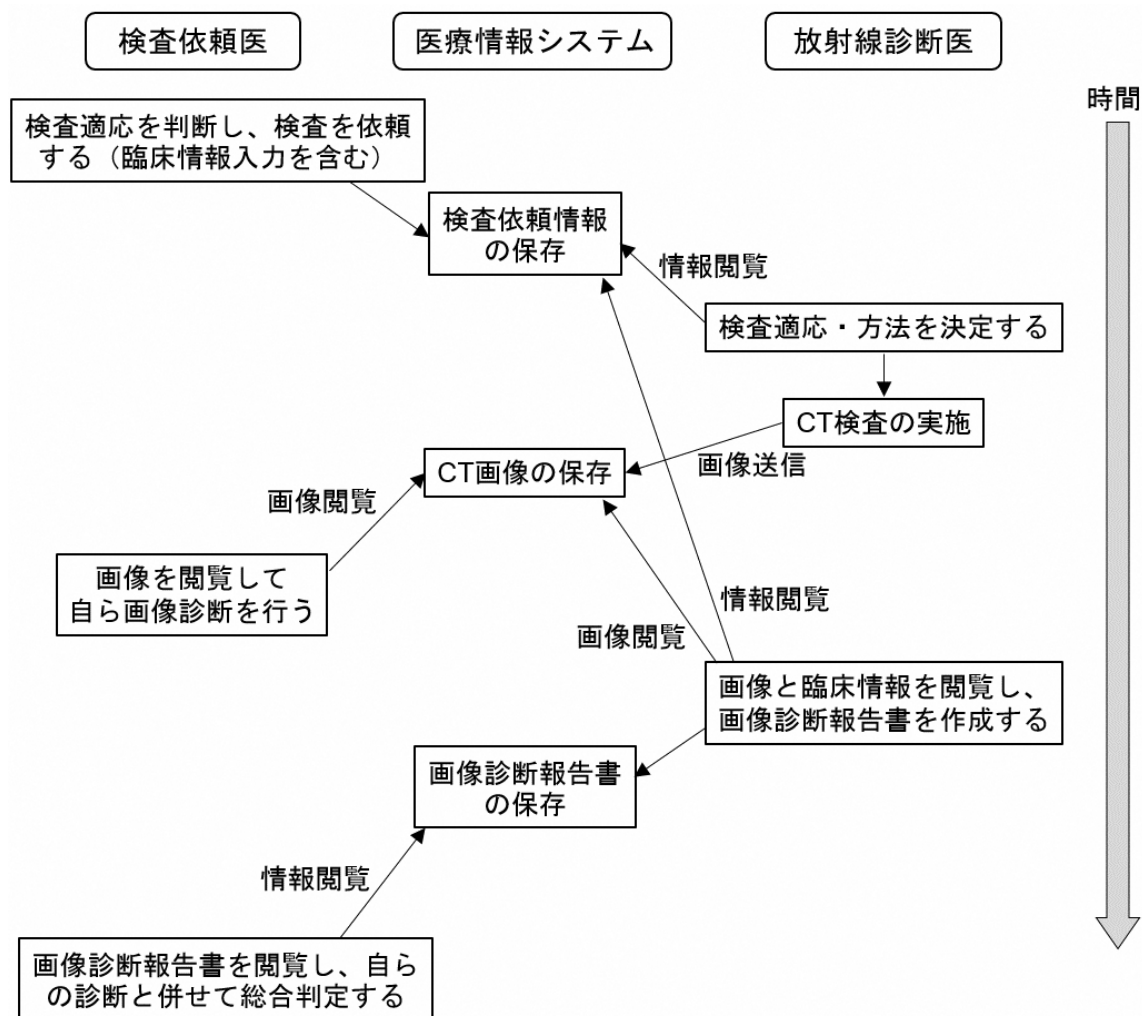 検査依頼医
医療情報システム
放射線診断医
時間
検査適応を判断し、検査を依頼
する（臨床情報入力を含む）
検査依頼情報
の保存
情報閲覧
検査適応・方法を決定する
CT検査の実施
画像送信
CT画像の保存
画像閲覧
画像を閲覧して
自ら画像診断を行う
情報閲覧
画像閲覧
画像と臨床情報を閲覧し、
画像診断報告書を作成する
画像診断報告書
の保存
情報閲覧
画像診断報告書を閲覧し、自ら
の診断と併せて総合判定する